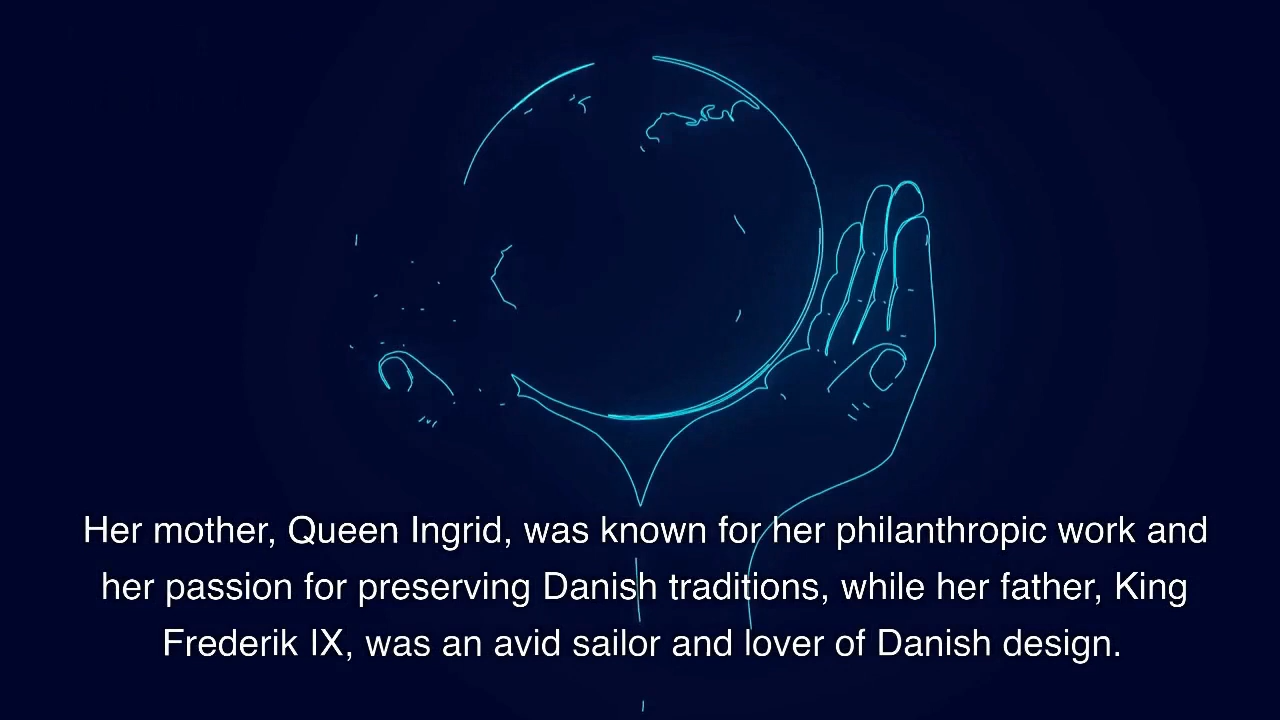 Her mother, Queen Ingrid, was known for her philanthropic work and
her passion for preserving Danish traditions, while her father, King
Frederik IX, was an avid sailor and lover of Danish design.